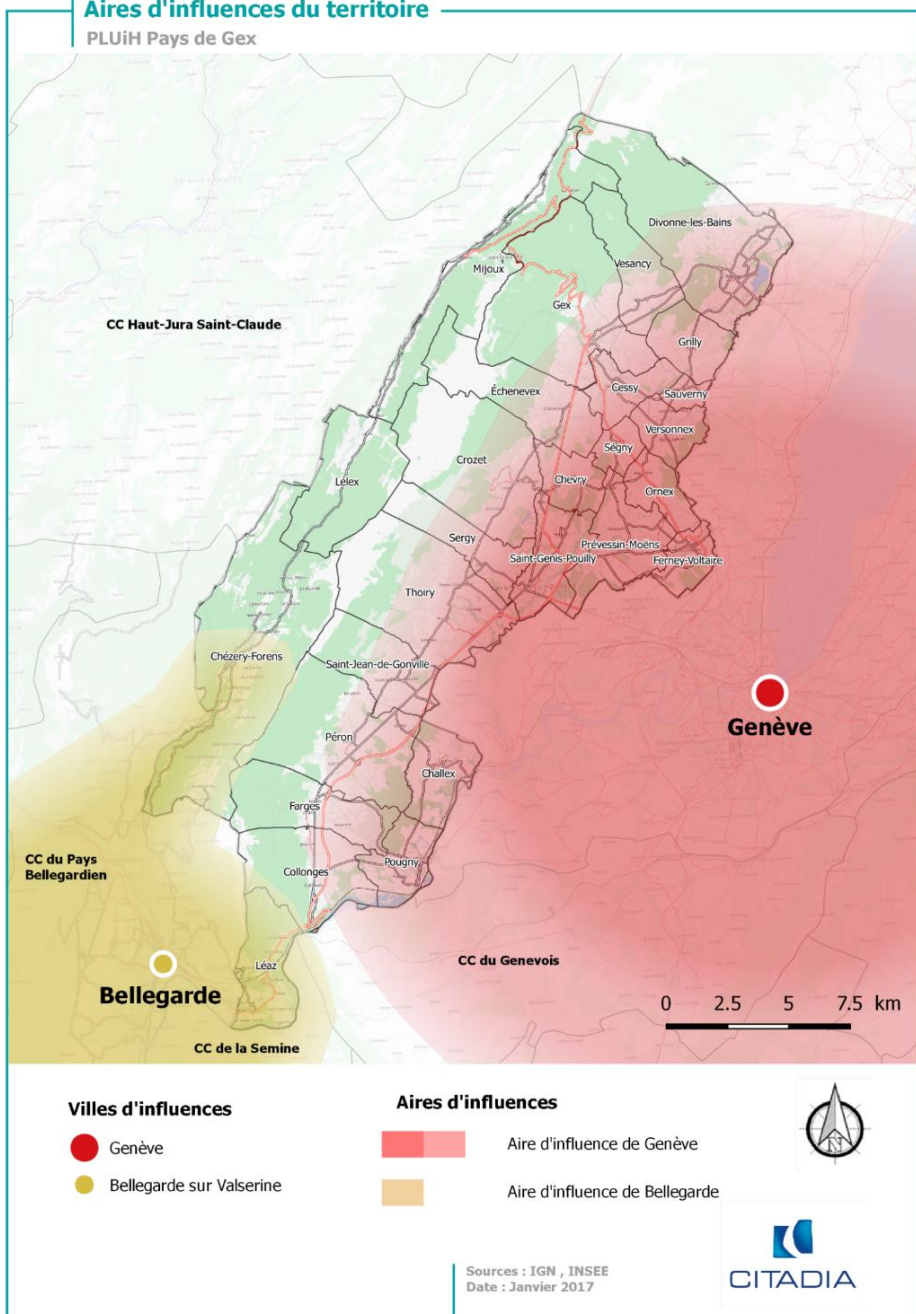 Aires d'influences du territoire
PLUiH Pays de Gex
Divonne-les-Bains
Vesancy
Mijoux
Gex
CC Haut-Jura Saint-Claude
Grilly
Échenevex
Cessy
Sauverny
Versonnex
Ségny
Crozet
Lélex
Chevry
Ornex
Sergy
Prévessin-Moëns
Saint-Genis-Pouilly
Ferney-Voltaire
Thoiry
Chézery-Forens
Saint-Jean-de-Gonville
Genève
Péron
Challex
Farges
CC du Pays
Bellegardien
Pougny
Collonges
CC du Genevois
Léaz
Bellegarde
0 2.5 5 7.5 km
CC de la Semine
Villes d'influences
Genève
Bellegarde sur Valserine
Aires d'influences
Aire d'influence de Genève
Aire d'influence de Bellegarde
N
CITADIA
Sources : IGN , INSEE
Date : Janvier 2017